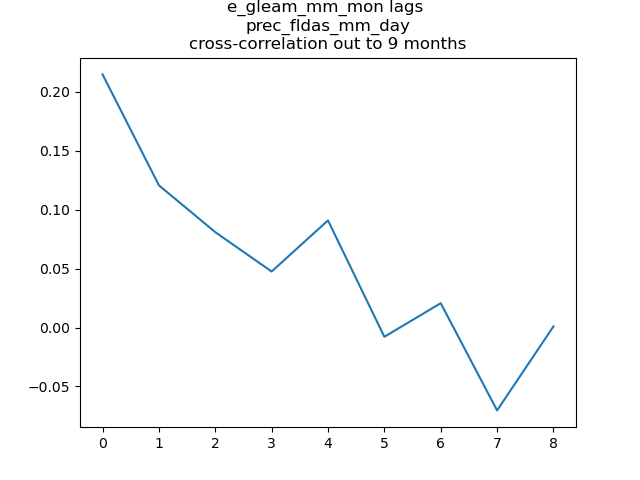 e_gleam_mm_mon lags
prec_fldas_mm_day
cross-correlation out to 9 months
0.20
0.15
0.10
0.05
0.00
−0.05
0 1 2 3 4 5 6 7 8